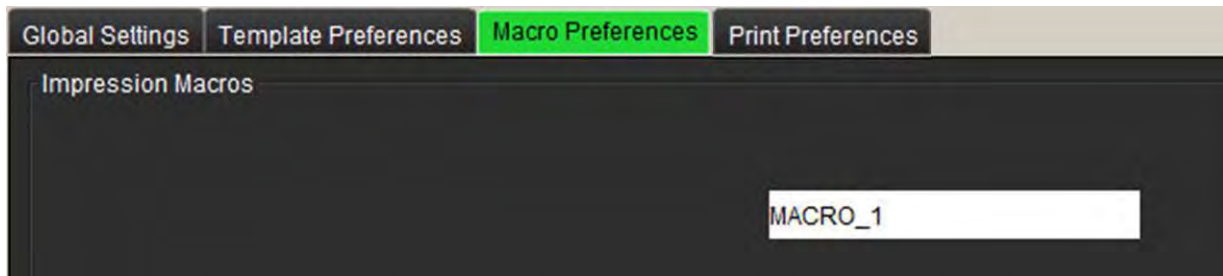 Global Settings Template Preferences Macro Preferences Print Preferences
Impression Macros
MACRO_1